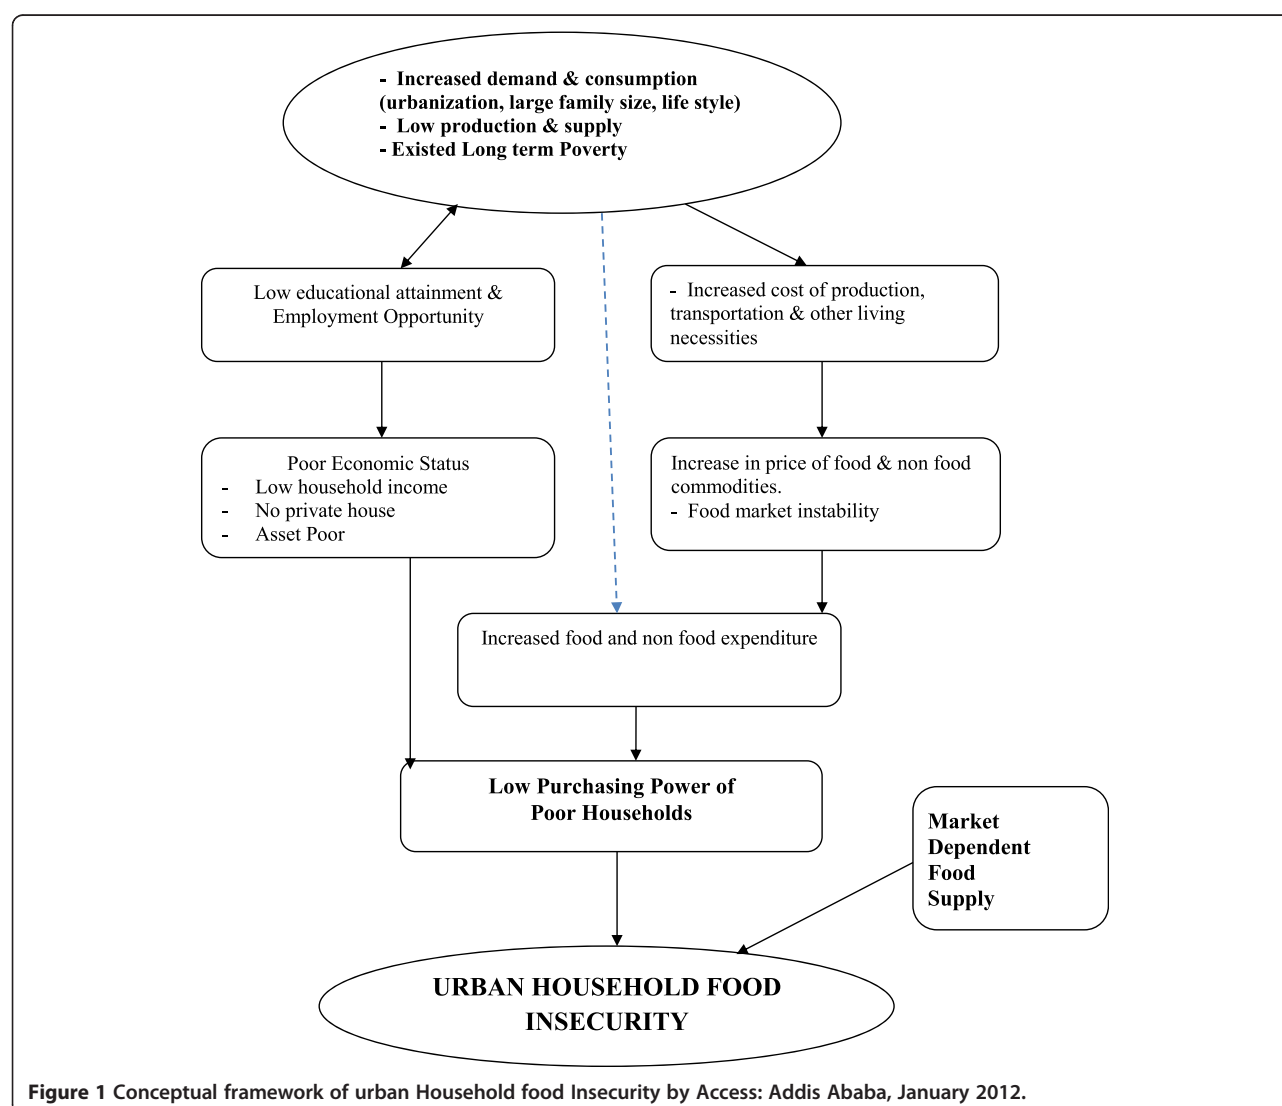 - Increased demand & consumption
(urbanization, large family size, life style)
- Low production & supply
- Existed Long term Poverty
Low educational attainment &
Employment Opportunity
- Increased cost of production,
transportation & other living
necessities
Poor Economic Status
- Low household income
- No private house
- Asset Poor
Increase in price of food & non food
commodities.
- Food market instability
Increased food and non food expenditure
Low Purchasing Power of
Poor Households
Market
Dependent
Food
Supply
URBAN HOUSEHOLD FOOD
INSECURITY
Figure 1 Conceptual framework of urban Household food Insecurity by Access: Addis Ababa, January 2012.